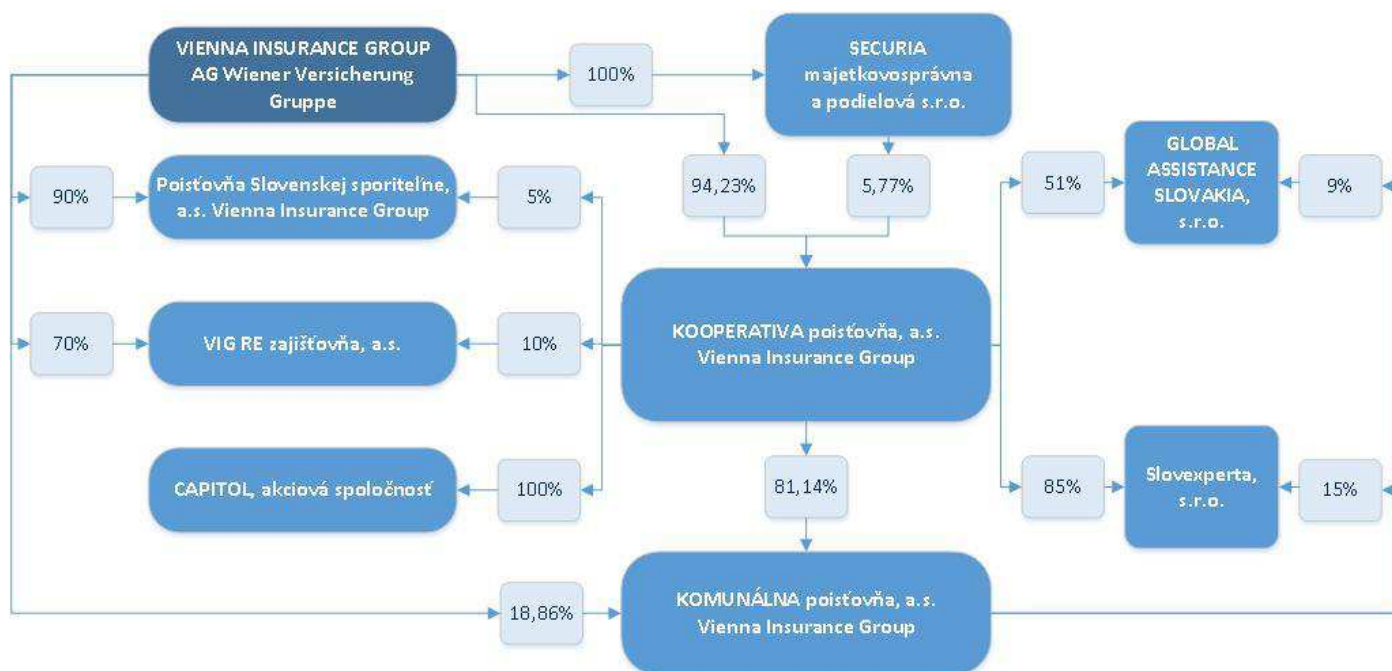 VIENNA INSURANCE GROUP
AG Wiener Versicherung
Gruppe
100%
SECURIA
majetkovosprávna
a podielová s.r.o.
90%
Poisťovňa Slovenskej sporiteľne,
a.s. Vienna Insurance Group
5%
94,23%
5,77%
51%
GLOBAL
ASSISTANCE
SLOVAKIA,
s.r.o.
9%
70%
VIG RE zajišťovňa, a.s.
10%
KOOPERATIVA poisťovňa, a.s.
Vienna Insurance Group
CAPITOL, akciová spoločnosť
100%
81,14%
85%
Slovexperta,
s.r.o.
15%
18,86%
KOMUNÁLNA poisťovňa, a.s.
Vienna Insurance Group